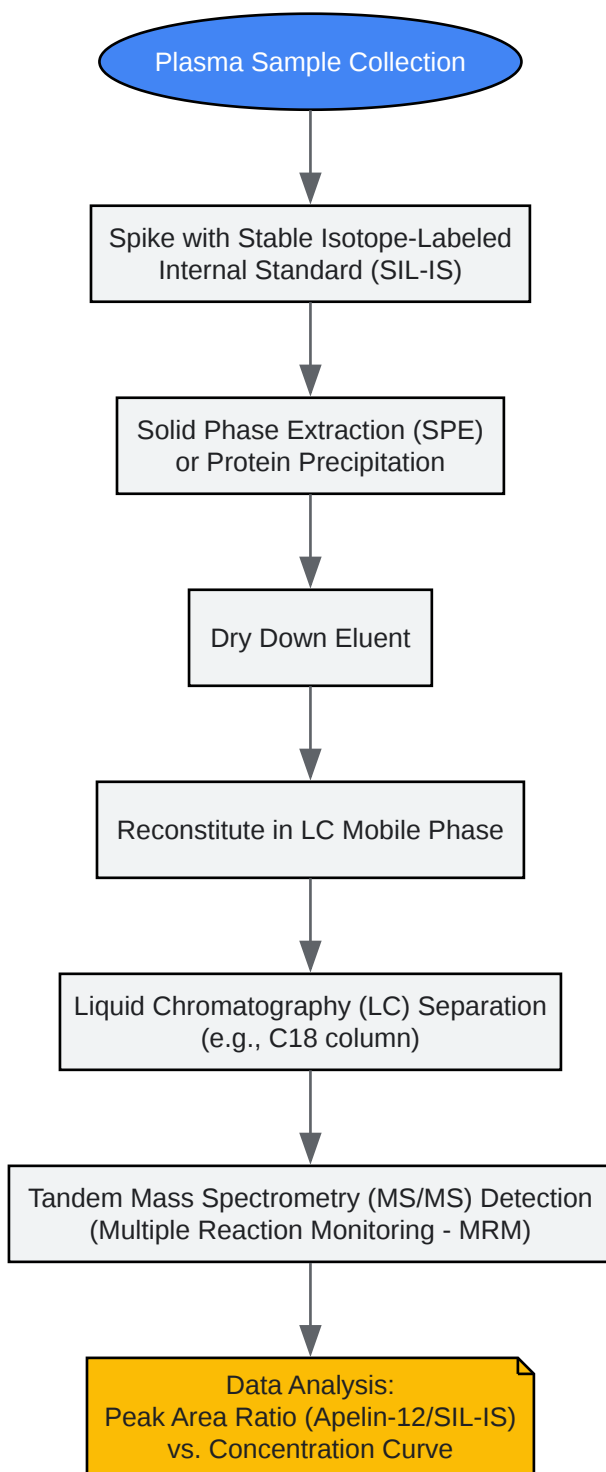 Plasma Sample Collection
Spike with Stable Isotope-Labeled
Internal Standard (SIL-IS)
Solid Phase Extraction (SPE)
or Protein Precipitation
Dry Down Eluent
Reconstitute in LC Mobile Phase
Liquid Chromatography (LC) Separation
(e.g., C18 column)
Tandem Mass Spectrometry (MS/MS) Detection
(Multiple Reaction Monitoring - MRM)
Data Analysis:
Peak Area Ratio (Apelin-12/SIL-IS)
vs. Concentration Curve